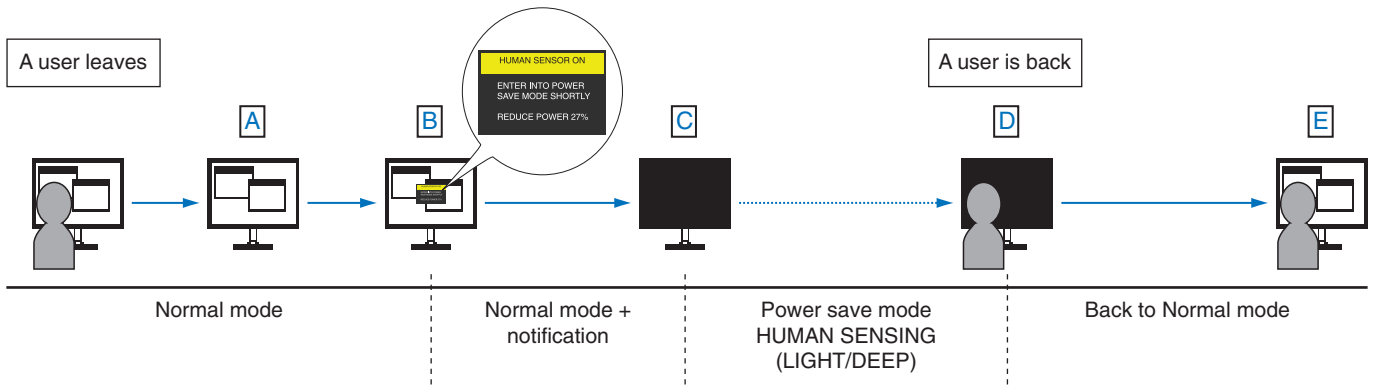 A user leaves
A
B
HUMAN SENSOR ON
ENTER INTO POWER
SAVE MODE SHORTLY
REDUCE POWER 27%
C
A user is back
D
E
Normal mode
Normal mode +
notification
Power save mode
HUMAN SENSING
(LIGHT/DEEP)
Back to Normal mode